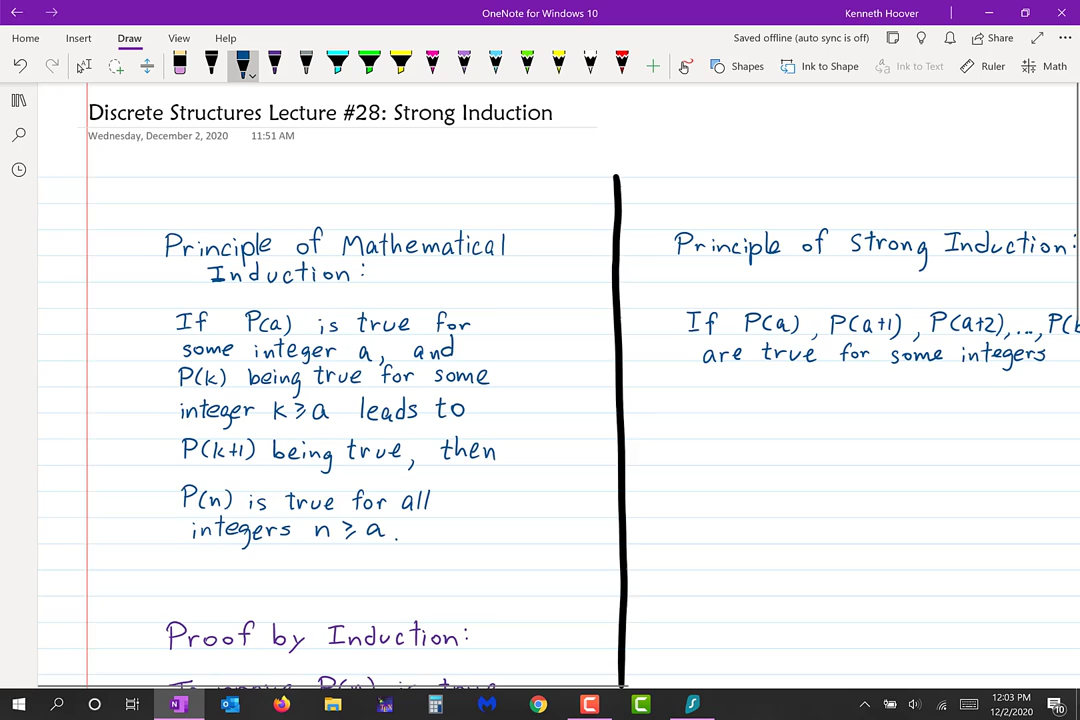 OneNote for Windows 10
Kenneth Hoover
Home Insert Draw View Help
Saved offline (auto sync is off)
Share
Shapes
Ink to Shape
Ink to Text
Ruler
Math
Discrete Structures Lecture #28: Strong Induction
Wednesday, December 2, 2020 11:51 AM
Principle of Mathematical
Induction:
If P(a) is true for
some integer a, and
P(k) being true for some
integer k ≥ a leads to
P(k+1) being true, then
P(n) is true for all
integers n ≥ a.
Proof by Induction:
Principle of Strong Induction:
If P(a), P(a+1), P(a+2),..., P(
are true for some integers
12:03 PM
12/2/2020
10